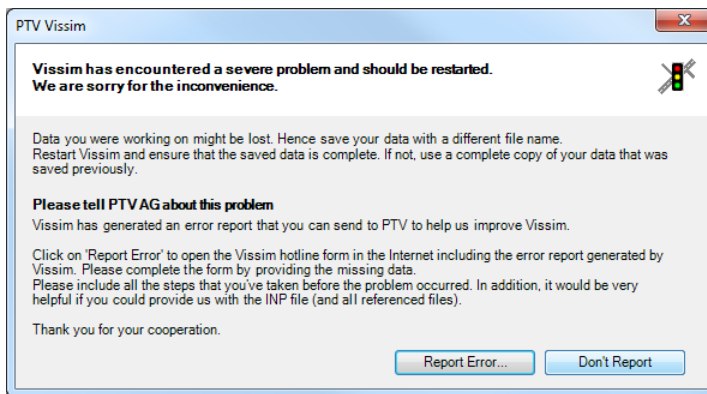 PTV Vissim
Vissim has encountered a severe problem and should be restarted.
We are sorry for the inconvenience.
Data you were working on might be lost. Hence save your data with a different file name.
Restart Vissim and ensure that the saved data is complete. If not, use a complete copy of your data that was
saved previously.
Please tell PTV AG about this problem
Vissim has generated an error report that you can send to PTV to help us improve Vissim.
Click on 'Report Error' to open the Vissim hotline form in the Internet including the error report generated by
Vissim. Please complete the form by providing the missing data.
Please include all the steps that you've taken before the problem occurred. In addition, it would be very
helpful if you could provide us with the INP file (and all referenced files).
Thank you for your cooperation.
Report Error...
Don't Report